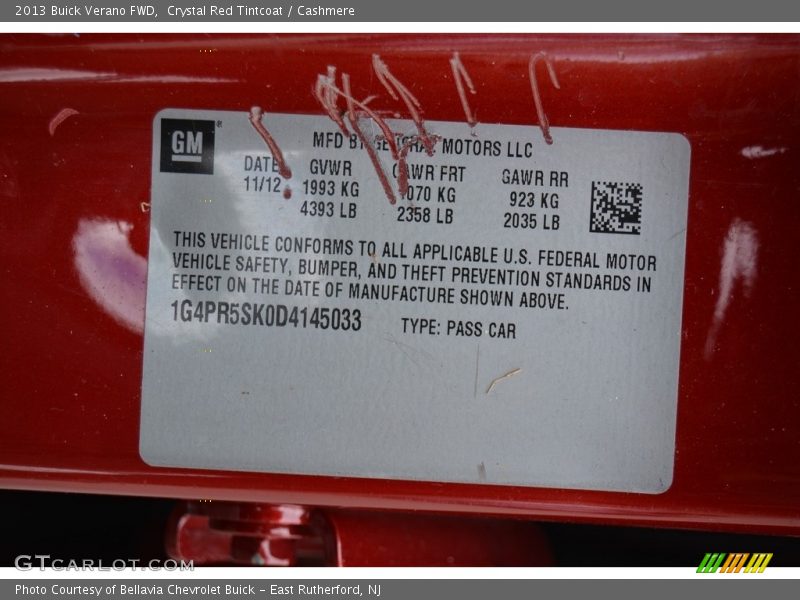 2013 Buick Verano FWD, Crystal Red Tintcoat / Cashmere
GM
MFD BY GENERAL MOTORS LLC
DATE GVWR GAWR FRT GAWR RR
11/12 1993 KG 1070 KG 923 KG
4393 LB 2358 LB 2035 LB
THIS VEHICLE CONFORMS TO ALL APPLICABLE U.S. FEDERAL MOTOR
VEHICLE SAFETY, BUMPER, AND THEFT PREVENTION STANDARDS IN
EFFECT ON THE DATE OF MANUFACTURE SHOWN ABOVE.
1G4PR5SK0D4145033 TYPE: PASS CAR
GTCARLOT.COM
Photo Courtesy of Bellavia Chevrolet Buick - East Rutherford, NJ